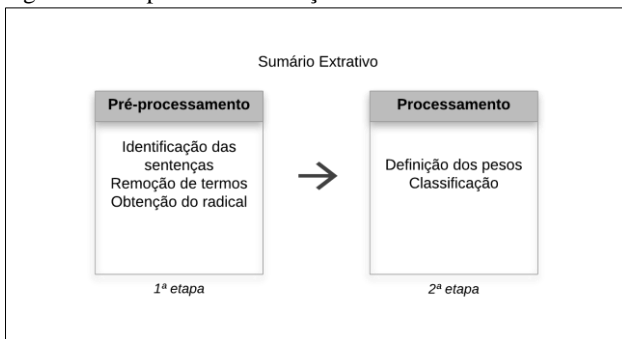 Sumário Extrativo
Pré-processamento
Identificação das
sentenças
Remoção de termos
Obtenção do radical
1ª etapa
Processamento
Definição dos pesos
Classificação
2ª etapa